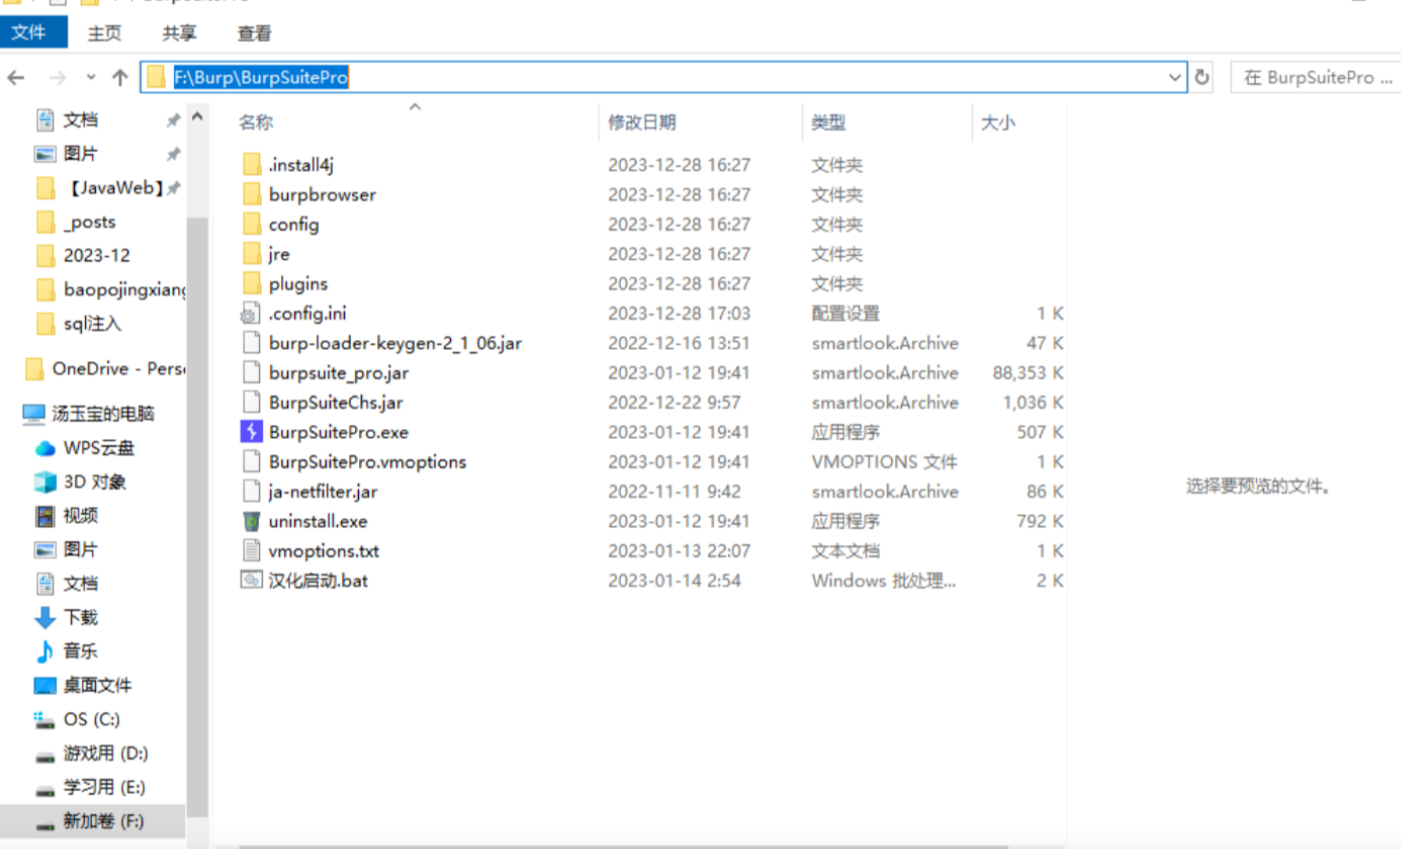 文件 主页 共享 查看
F:\Burp\BurpSuitePro 在 BurpSuitePro ...
名称 修改日期 类型 大小
文档
图片
【JavaWeb】
_posts
2023-12
baopojingxiang
sql注入
OneDrive - Pers
汤玉宝的电脑
WPS云盘
3D 对象
视频
图片
文档
下载
音乐
桌面文件
OS (C:)
游戏用 (D:)
学习用 (E:)
新加卷 (F:)
.install4j 2023-12-28 16:27 文件夹
burpbrowser 2023-12-28 16:27 文件夹
config 2023-12-28 16:27 文件夹
jre 2023-12-28 16:27 文件夹
plugins 2023-12-28 16:27 文件夹
.config.ini 2023-12-28 17:03 配置设置 1 K
burp-loader-keygen-2_1_06.jar 2022-12-16 13:51 smartlook.Archive 47 K
burpsuite_pro.jar 2023-01-12 19:41 smartlook.Archive 88,353 K
BurpSuiteChs.jar 2022-12-22 9:57 smartlook.Archive 1,036 K
BurpSuitePro.exe 2023-01-12 19:41 应用程序 507 K
BurpSuitePro.vmoptions 2023-01-12 19:41 VMOPTIONS 文件 1 K
ja-netfilter.jar 2022-11-11 9:42 smartlook.Archive 86 K
uninstall.exe 2023-01-12 19:41 应用程序 792 K
vmoptions.txt 2023-01-13 22:07 文本文档 1 K
汉化启动.bat 2023-01-14 2:54 Windows 批处理... 2 K
选择要预览的文件。